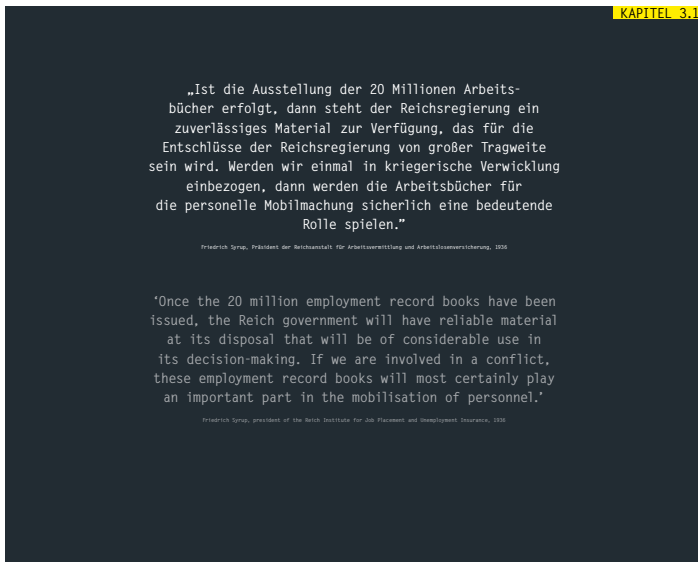 KAPITEL 3.1
„Ist die Ausstellung der 20 Millionen Arbeits-
bücher erfolgt, dann steht der Reichsregierung ein
zuverlässiges Material zur Verfügung, das für die
Entschlüsse der Reichsregierung von großer Tragweite
sein wird. Werden wir einmal in kriegerische Verwicklung
einbezogen, dann werden die Arbeitsbücher für
die personelle Mobilmachung sicherlich eine bedeutende
Rolle spielen.”
Friedrich Syrup, Präsident der Reichsanstalt für Arbeitsvermittlung und Arbeitslosenversicherung, 1936
‘Once the 20 million employment record books have been
issued, the Reich government will have reliable material
at its disposal that will be of considerable use in
its decision-making. If we are involved in a conflict,
these employment record books will most certainly play
an important part in the mobilisation of personnel.’
Friedrich Syrup, president of the Reich Institute for Job Placement and Unemployment Insurance, 1936